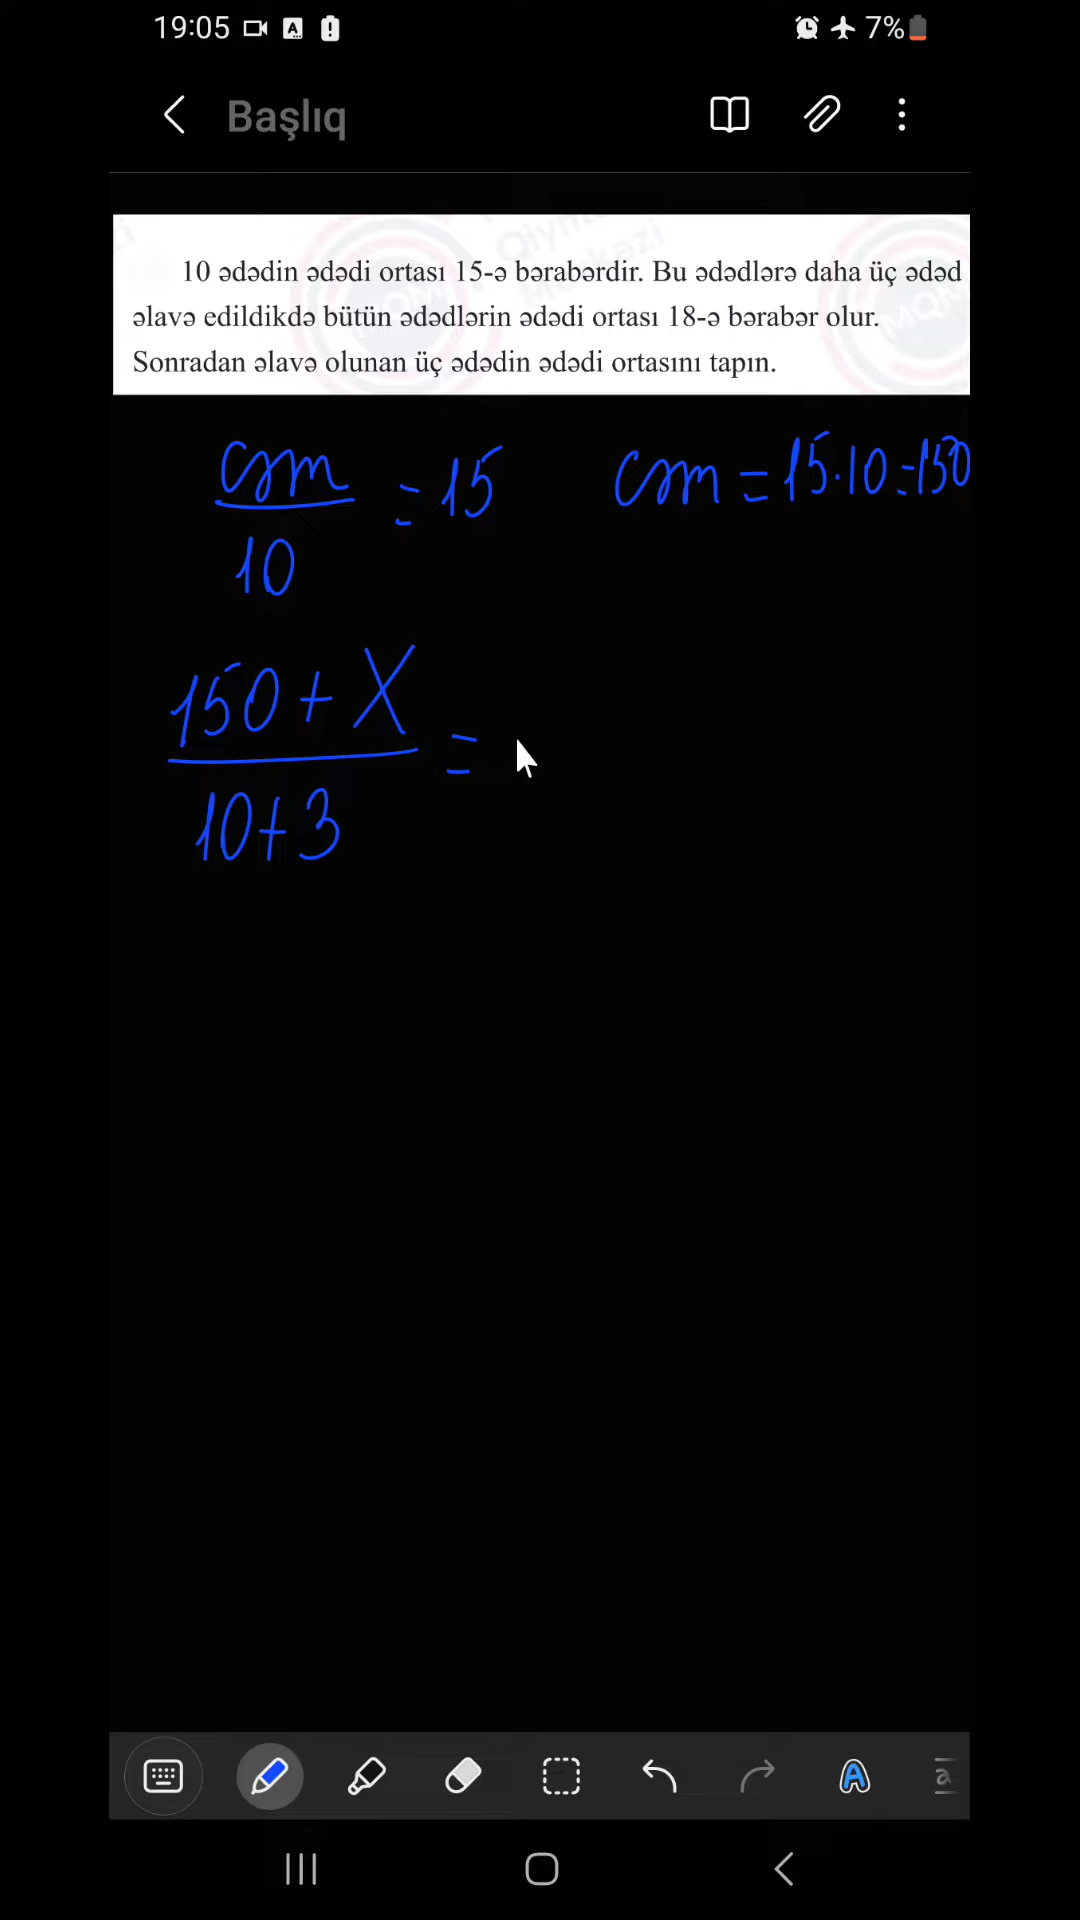 19:05
7%
Başlıq
10 ədədin ədədi ortası 15-ə bərabərdir. Bu ədədlərə daha üç ədəd
əlavə edildikdə bütün ədədlərin ədədi ortası 18-ə bərabər olur.
Sonradan əlavə olunan üç ədədin ədədi ortasını tapın.
cəm = 15
10
cəm = 15·10=150
150 + X =
10+3